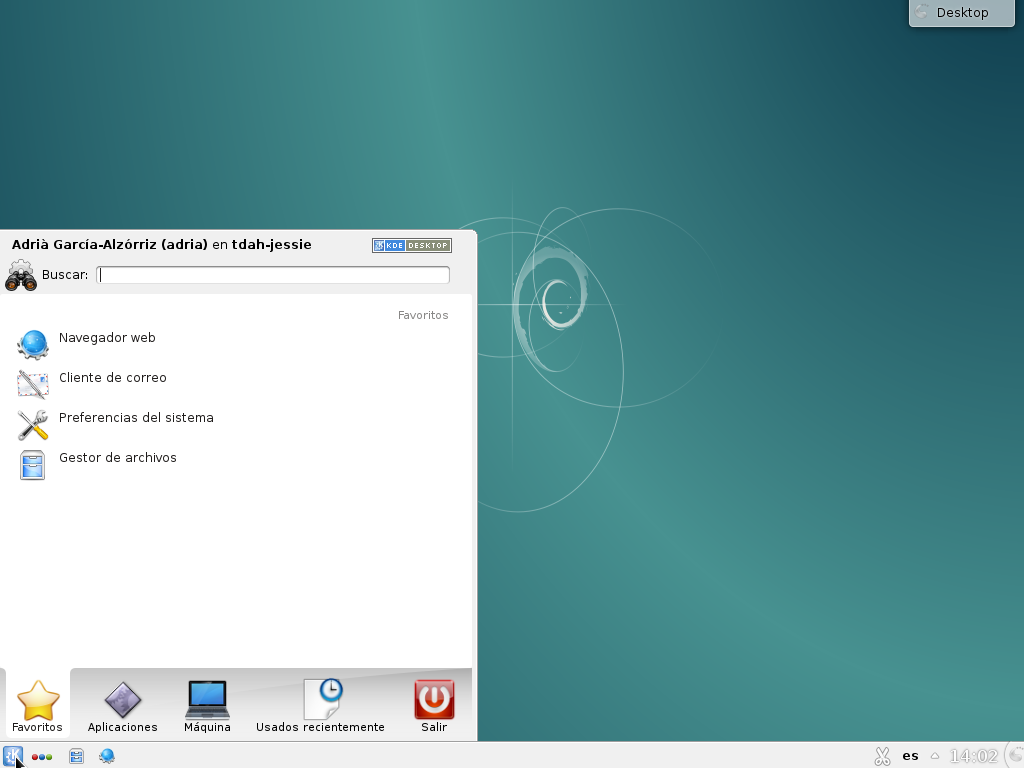 Desktop
Adrià García-Alzórriz (adria) en tdah-jessie
KDE DESKTOP
Buscar:
Favoritos
Navegador web
Cliente de correo
Preferencias del sistema
Gestor de archivos
Favoritos
Aplicaciones
Máquina
Usados recientemente
Salir
es
14:02